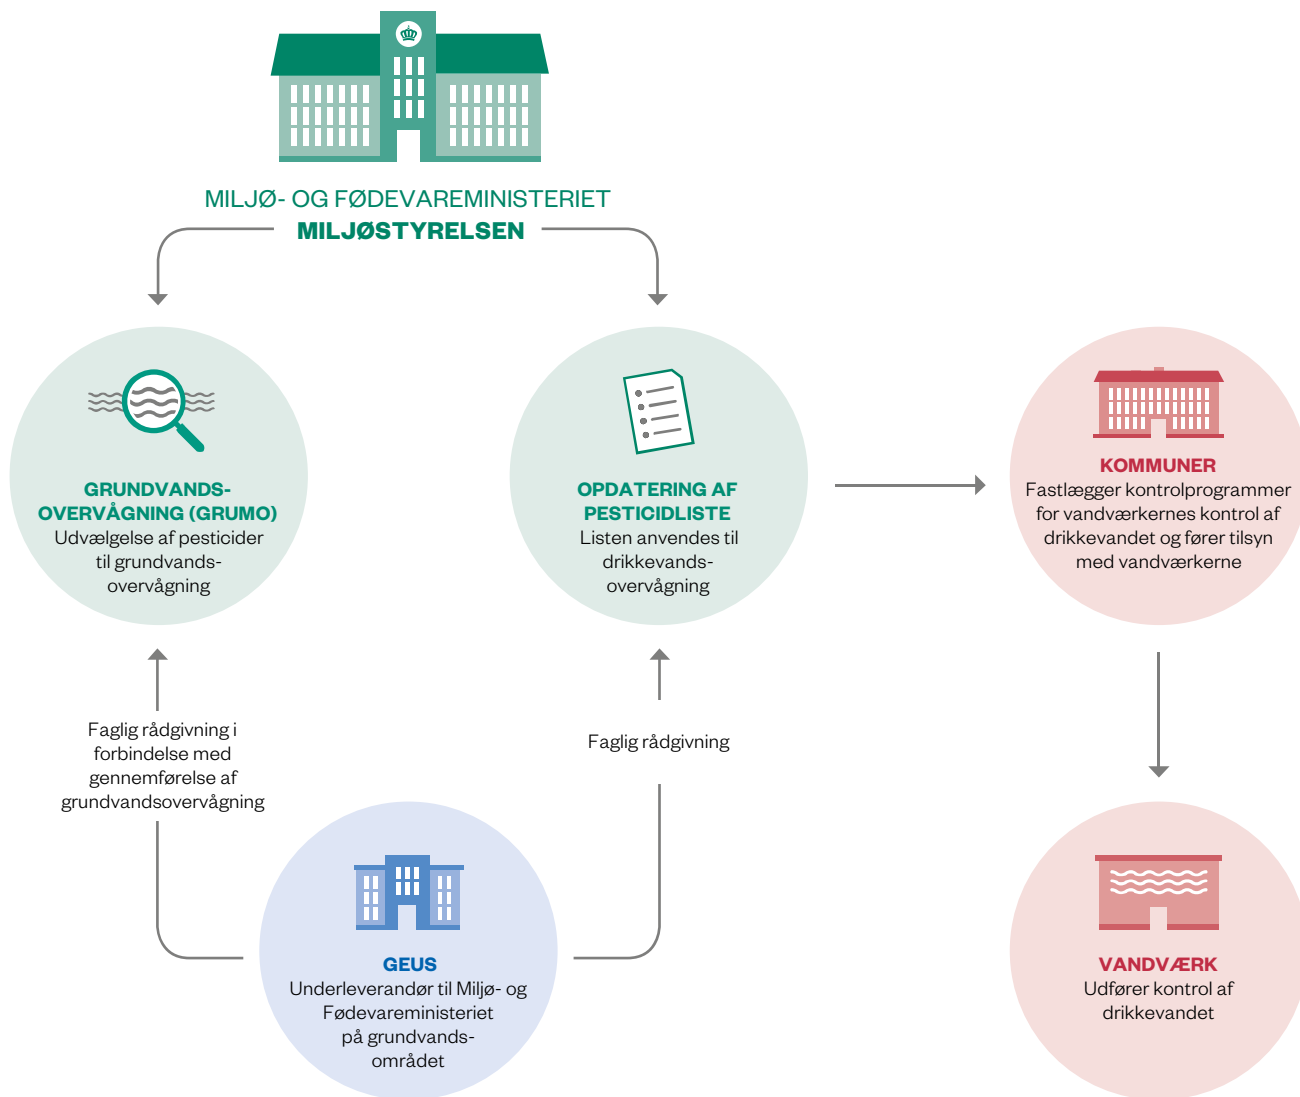 MILJØ- OG FØDEVAREMINISTERIET
MILJØSTYRELSEN
GRUNDVANDS-
OVERVÅGNING (GRUMO)
Udvælgelse af pesticider
til grundvands-
overvågning
OPDATERING AF
PESTICIDLISTE
Listen anvendes til
drikkevands-
overvågning
KOMMUNER
Fastlægger kontrolprogrammer
for vandværkernes kontrol af
drikkevandet og fører tilsyn
med vandværkerne
Faglig rådgivning i
forbindelse med
gennemførelse af
grundvandsovervågning
Faglig rådgivning
GEUS
Underleverandør til Miljø- og
Fødevareministeriet
på grundvands-
området
VANDVÆRK
Udfører kontrol af
drikkevandet